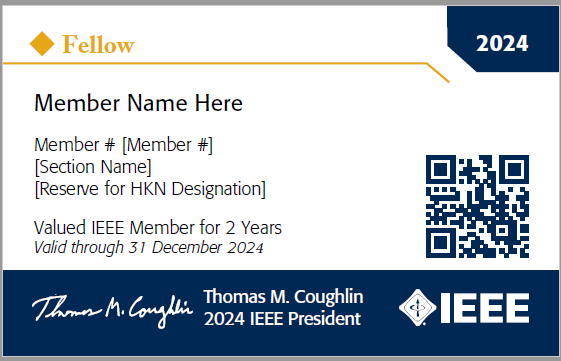 Fellow
2024
Member Name Here
Member # [Member #]
[Section Name]
[Reserve for HKN Designation]
Valued IEEE Member for 2 Years
Valid through 31 December 2024
Thomas M. Coughlin
Thomas M. Coughlin
2024 IEEE President
IEEE